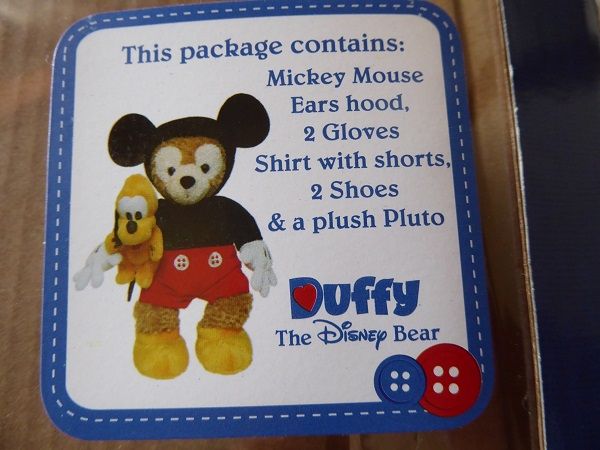 This package contains:
Mickey Mouse
Ears hood,
2 Gloves
Shirt with shorts,
2 Shoes
& a plush Pluto
Duffy
The Disney Bear